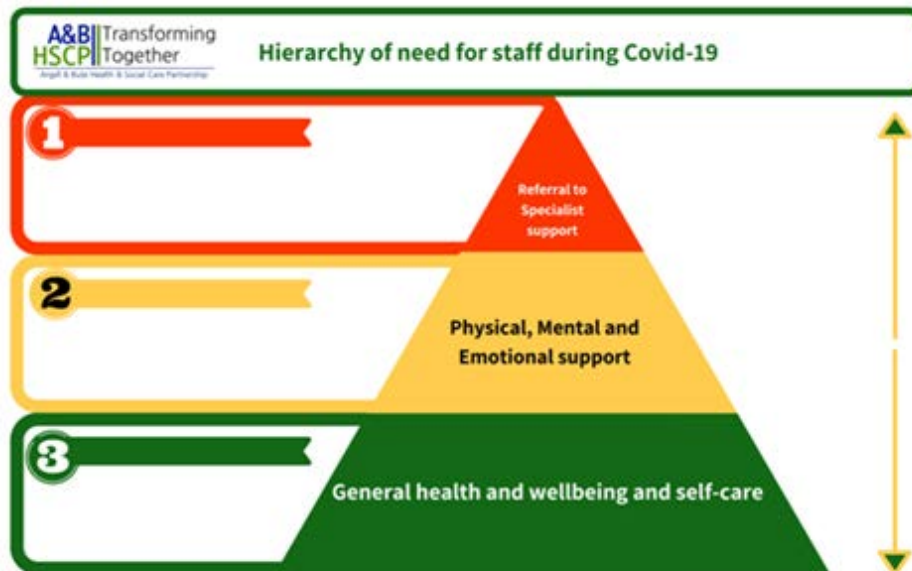 A&B Transforming
HSCP Together
Argyll & Bute Health & Social Care Partnership
Hierarchy of need for staff during Covid-19
1
Referral to
Specialist
support
2
Physical, Mental and
Emotional support
3
General health and wellbeing and self-care